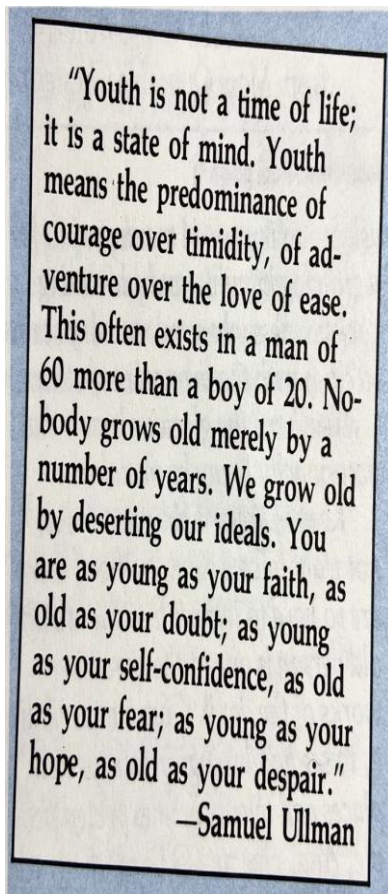 "Youth is not a time of life;
it is a state of mind. Youth
means the predominance of
courage over timidity, of ad-
venture over the love of ease.
This often exists in a man of
60 more than a boy of 20. No-
body grows old merely by a
number of years. We grow old
by deserting our ideals. You
are as young as your faith, as
old as your doubt; as young
as your self-confidence, as old
as your fear; as young as your
hope, as old as your despair."
—Samuel Ullman